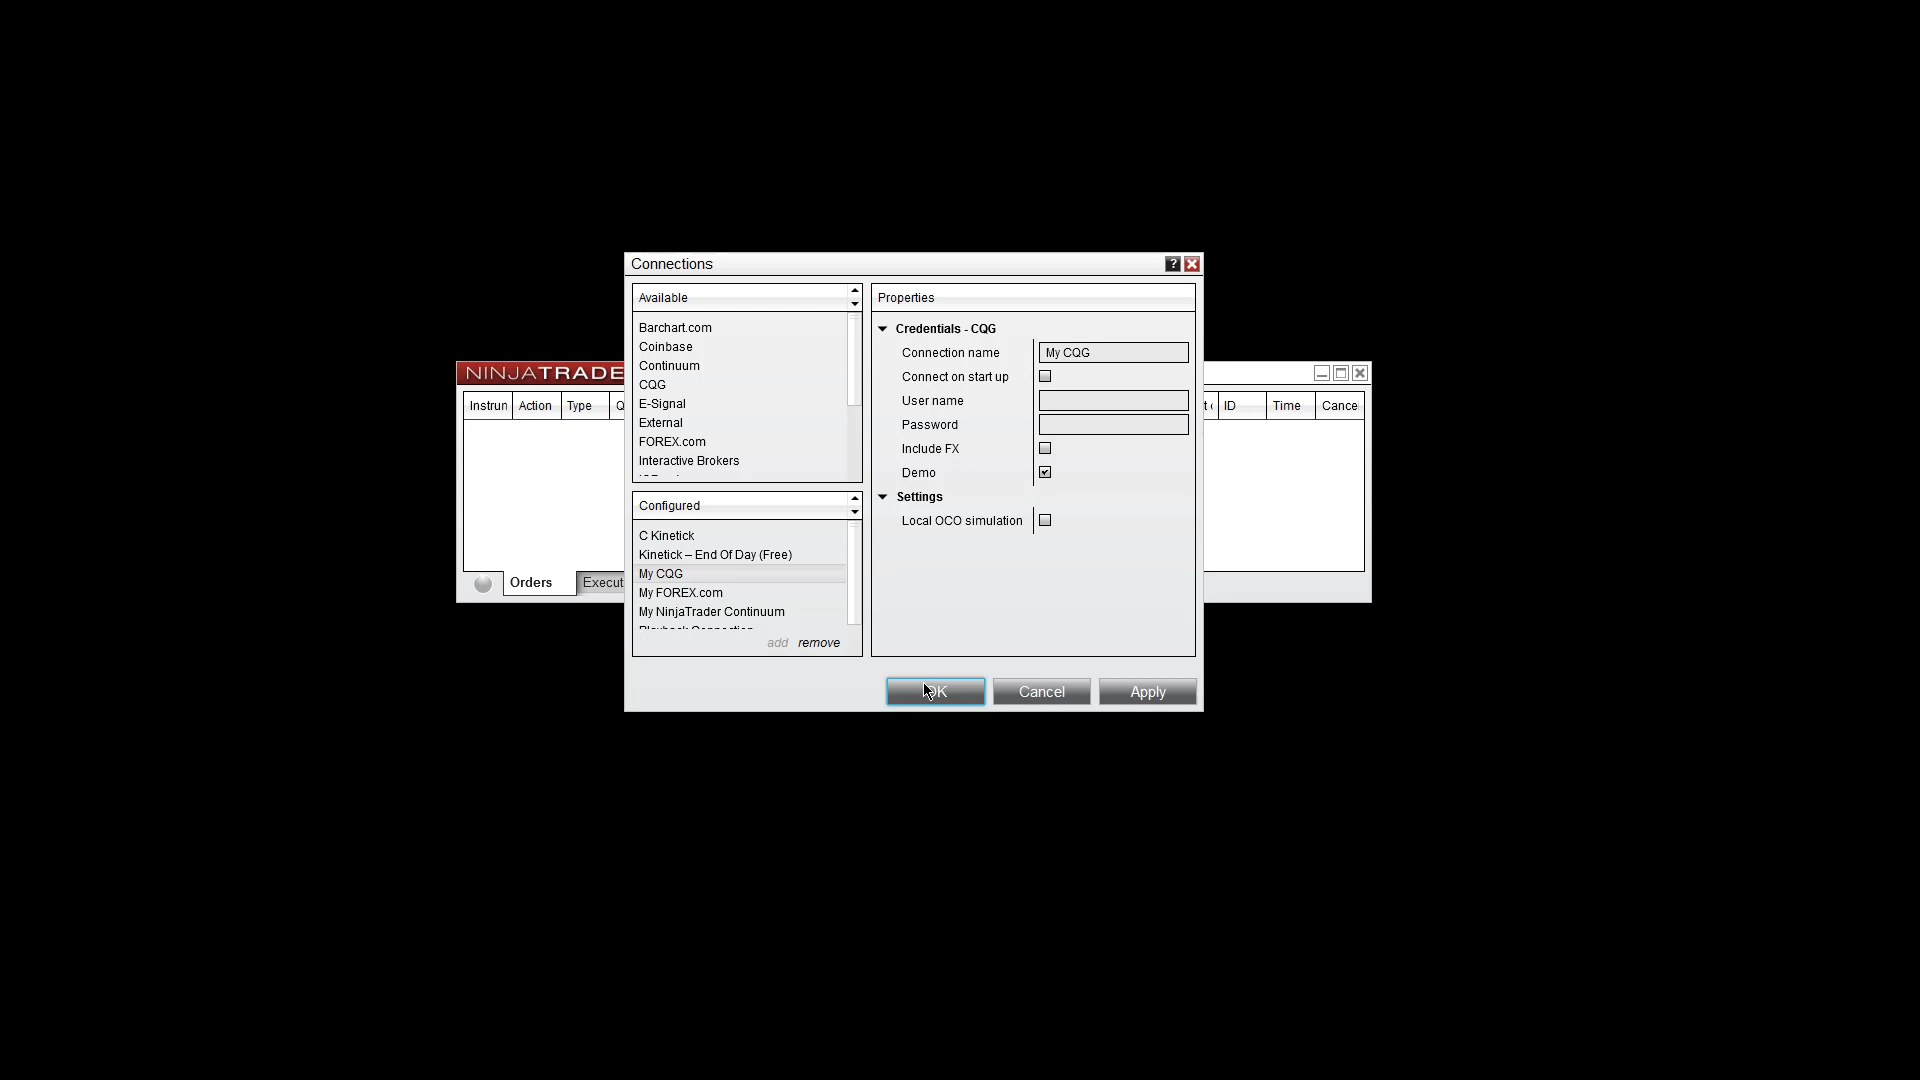 Connections
?
Available
Barchart.com
Coinbase
Continuum
CQG
E-Signal
External
FOREX.com
Interactive Brokers
Configured
C Kinetick
Kinetick – End Of Day (Free)
My CQG
My FOREX.com
My NinjaTrader Continuum
Playback Connection
add remove
Properties
Credentials - CQG
Connection name My CQG
Connect on start up
User name
Password
Include FX
Demo
Settings
Local OCO simulation
OK Cancel Apply
NINJATRADE
Instrun Action Type Q
ID Time Cance
Orders Execut